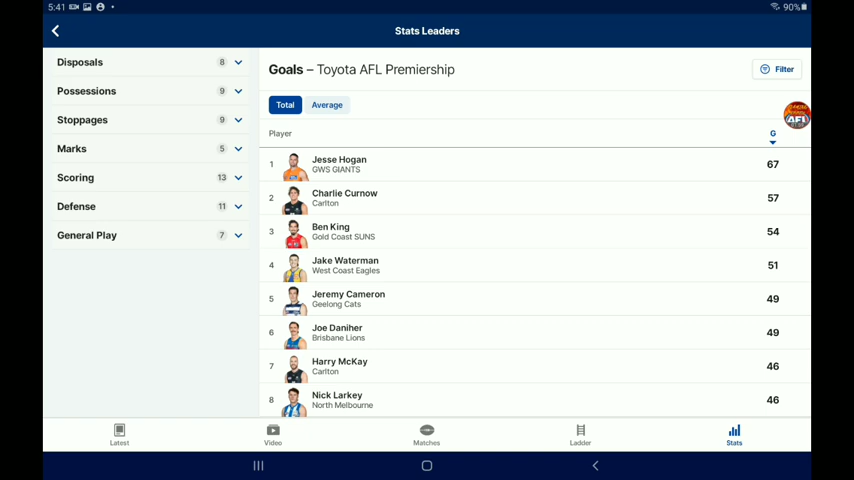 5:41
90%
Stats Leaders
Disposals 8
Possessions 9
Stoppages 9
Marks 5
Scoring 13
Defense 11
General Play 7
Goals – Toyota AFL Premiership
Filter
Total Average
AFL
Player G
1 Jesse Hogan 67
GWS GIANTS
2 Charlie Curnow 57
Carlton
3 Ben King 54
Gold Coast SUNS
4 Jake Waterman 51
West Coast Eagles
5 Jeremy Cameron 49
Geelong Cats
6 Joe Daniher 49
Brisbane Lions
7 Harry McKay 46
Carlton
8 Nick Larkey 46
North Melbourne
Latest Video Matches Ladder Stats